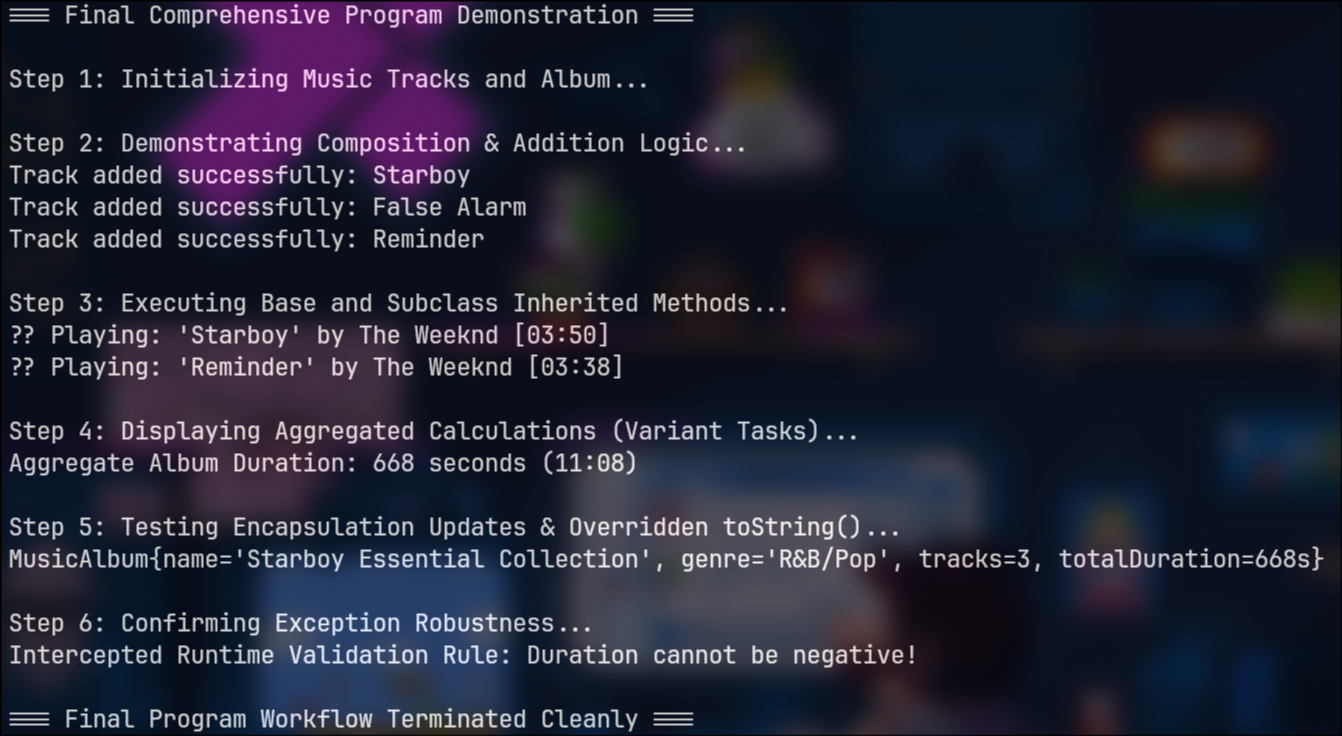 === Final Comprehensive Program Demonstration ===
Step 1: Initializing Music Tracks and Album...
Step 2: Demonstrating Composition & Addition Logic...
Track added successfully: Starboy
Track added successfully: False Alarm
Track added successfully: Reminder
Step 3: Executing Base and Subclass Inherited Methods...
?? Playing: 'Starboy' by The Weeknd [03:50]
?? Playing: 'Reminder' by The Weeknd [03:38]
Step 4: Displaying Aggregated Calculations (Variant Tasks)...
Aggregate Album Duration: 668 seconds (11:08)
Step 5: Testing Encapsulation Updates & Overridden toString()...
MusicAlbum{name='Starboy Essential Collection', genre='R&B/Pop', tracks=3, totalDuration=668s}
Step 6: Confirming Exception Robustness...
Intercepted Runtime Validation Rule: Duration cannot be negative!
=== Final Program Workflow Terminated Cleanly ===